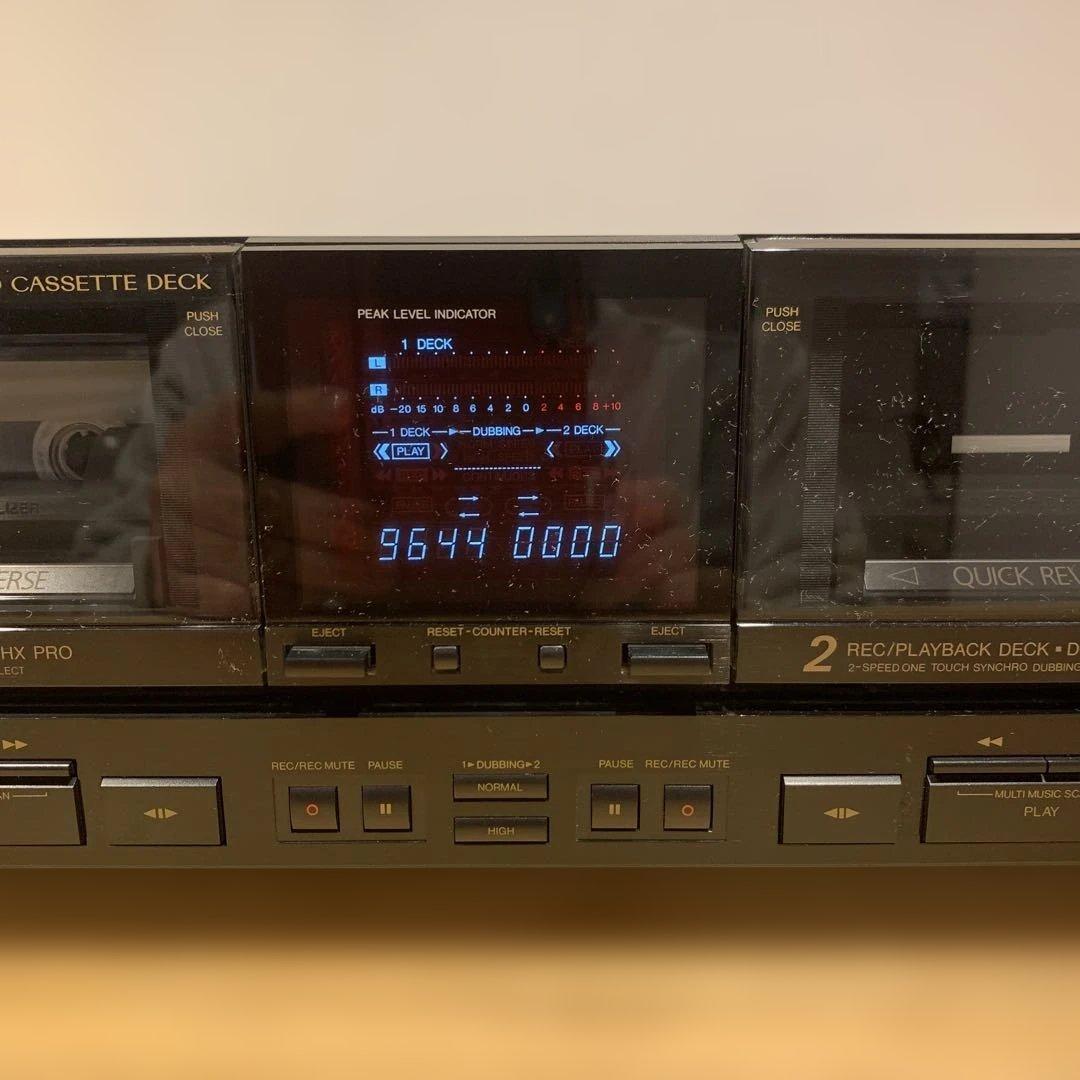 CASSETTE DECK
PUSH
CLOSE
PEAK LEVEL INDICATOR
PUSH
CLOSE
1 DECK
L
R
dB -20 15 10 8 6 4 2 0 2 4 6 8 +10
1 DECK DUBBING 2 DECK
PLAY
9644 0000
ERSE
QUICK REV
EJECT
RESET-COUNTER-RESET
EJECT
HX PRO
LECT
2 REC/PLAYBACK DECK ▪ D
2-SPEED ONE TOUCH SYNCHRO DUBBING
REC/REC MUTE PAUSE
1►DUBBING►2
PAUSE REC/REC MUTE
NORMAL
HIGH
AN
MULTI MUSIC SC
PLAY